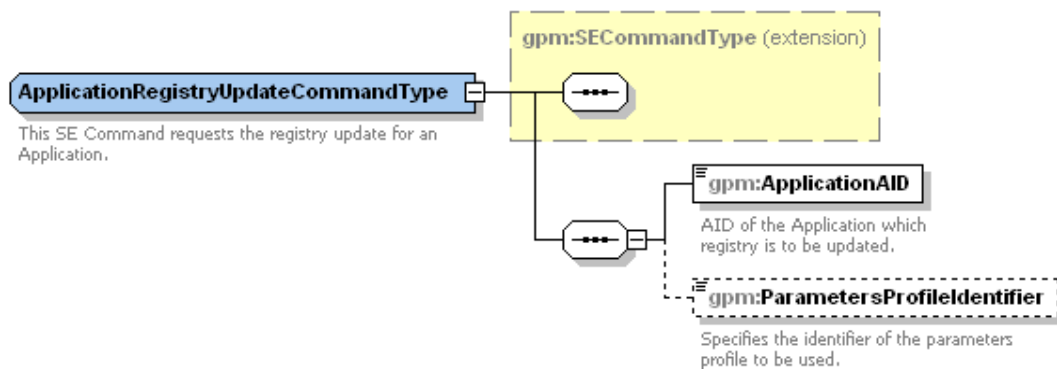 gpm:SECommandType (extension)
ApplicationRegistryUpdateCommandType
This SE Command requests the registry update for an
Application.
gpm:ApplicationAID
AID of the Application which
registry is to be updated.
gpm:ParametersProfileIdentifier
Specifies the identifier of the parameters
profile to be used.